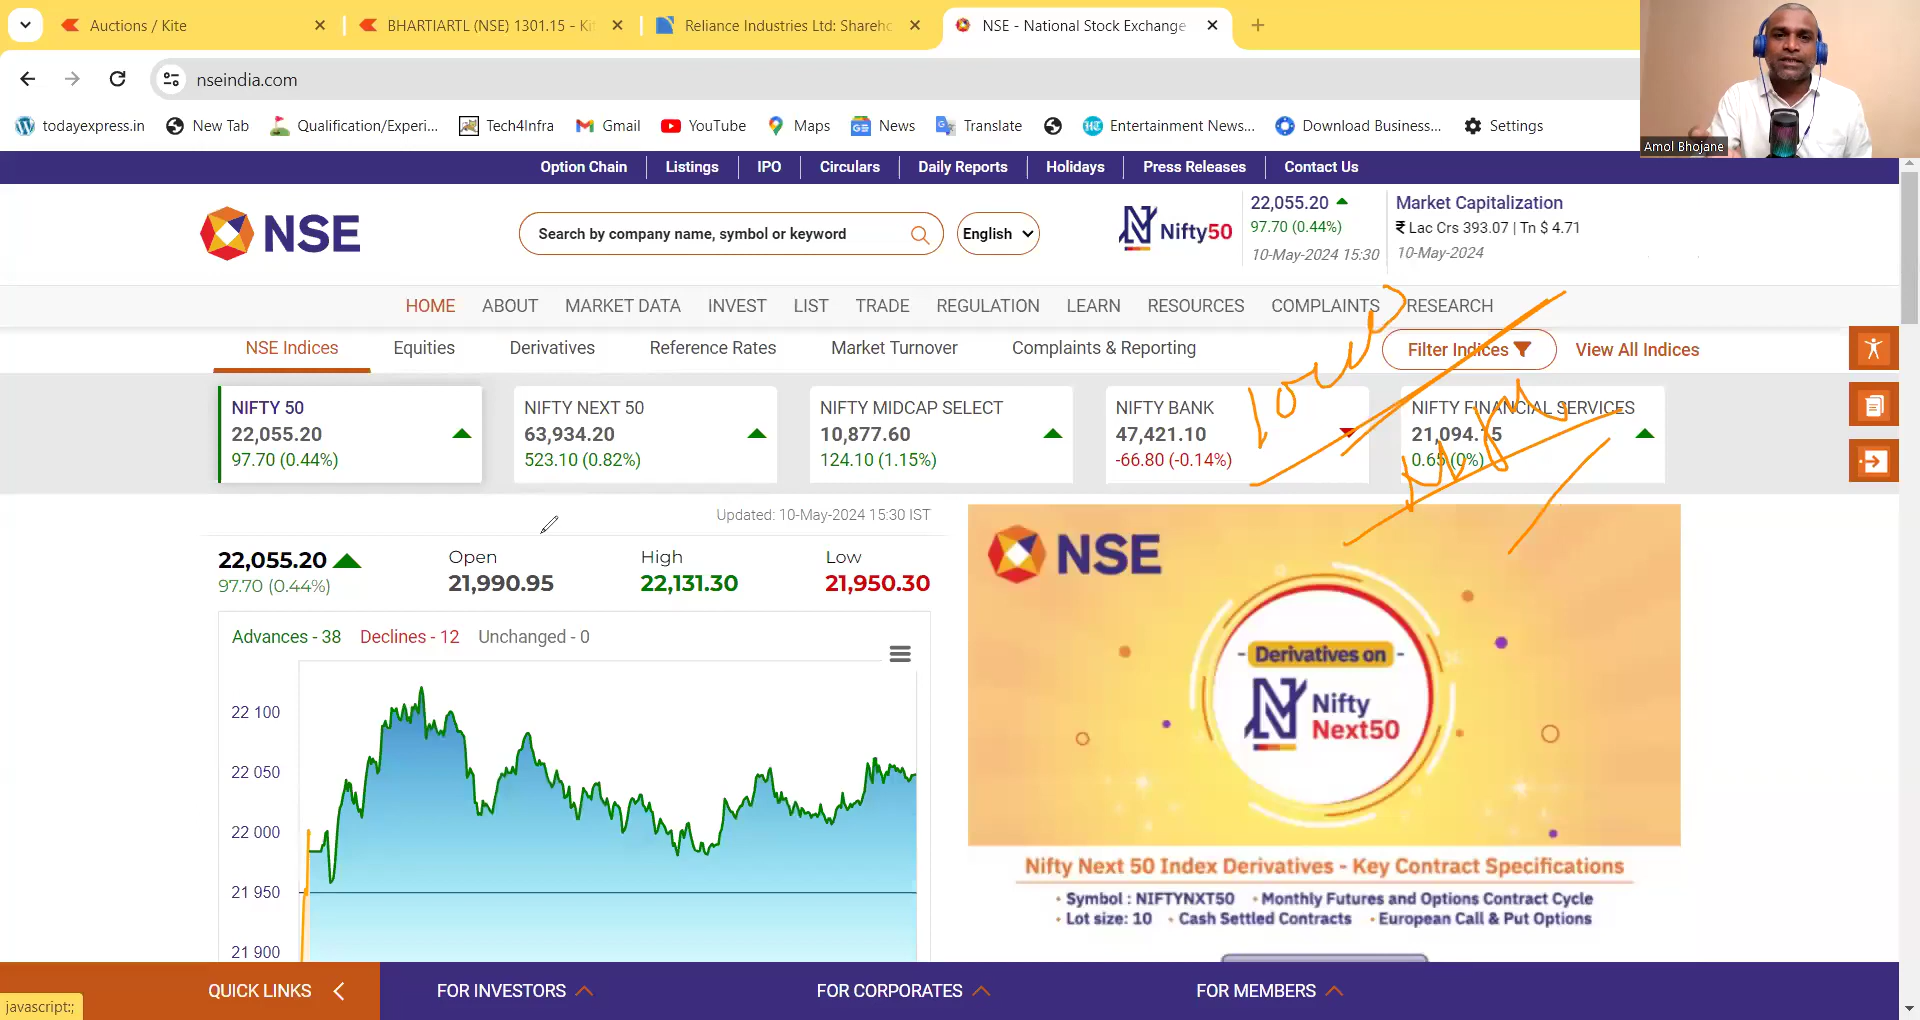 Auctions / Kite
BHARTIARTL (NSE) 1301.15 - Ki
Reliance Industries Ltd: Shareho
NSE - National Stock Exchange
nseindia.com
todayexpress.in
New Tab
Qualification/Experi...
Tech4Infra
Gmail
YouTube
Maps
News
Translate
Entertainment News...
Download Business...
Settings
Amol Bhojane
Option Chain
Listings
IPO
Circulars
Daily Reports
Holidays
Press Releases
Contact Us
NSE
Search by company name, symbol or keyword
English
Nifty50
22,055.20
97.70 (0.44%)
10-May-2024 15:30
Market Capitalization
₹ Lac Crs 393.07 | Tn $ 4.71
10-May-2024
HOME ABOUT MARKET DATA INVEST LIST TRADE REGULATION LEARN RESOURCES COMPLAINTS RESEARCH
NSE Indices
Equities
Derivatives
Reference Rates
Market Turnover
Complaints & Reporting
Filter Indices
View All Indices
NIFTY 50
22,055.20
97.70 (0.44%)
NIFTY NEXT 50
63,934.20
523.10 (0.82%)
NIFTY MIDCAP SELECT
10,877.60
124.10 (1.15%)
NIFTY BANK
47,421.10
-66.80 (-0.14%)
NIFTY FINANCIAL SERVICES
21,094.15
0.65 (0%)
Updated: 10-May-2024 15:30 IST
22,055.20
97.70 (0.44%)
Open
21,990.95
High
22,131.30
Low
21,950.30
Advances - 38
Declines - 12
Unchanged - 0
22 100
22 050
22 000
21 950
21 900
NSE
- Derivatives on -
Nifty
Next50
Nifty Next 50 Index Derivatives - Key Contract Specifications
• Symbol : NIFTYNXT50 • Monthly Futures and Options Contract Cycle
• Lot size: 10 • Cash Settled Contracts • European Call & Put Options
QUICK LINKS
FOR INVESTORS
FOR CORPORATES
FOR MEMBERS
javascript:;